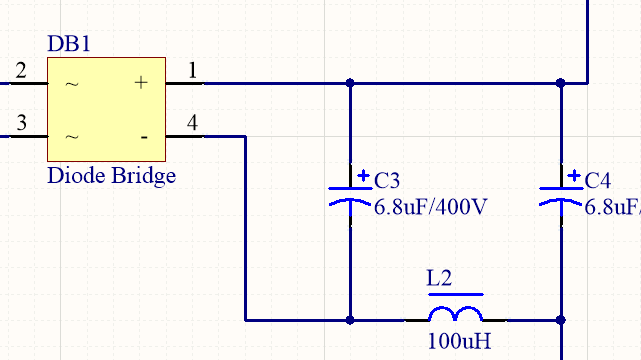 DB1
2 ~ + 1
3 ~ - 4
Diode Bridge
+ C3
6.8uF/400V
+ C4
6.8uF/
L2
100uH